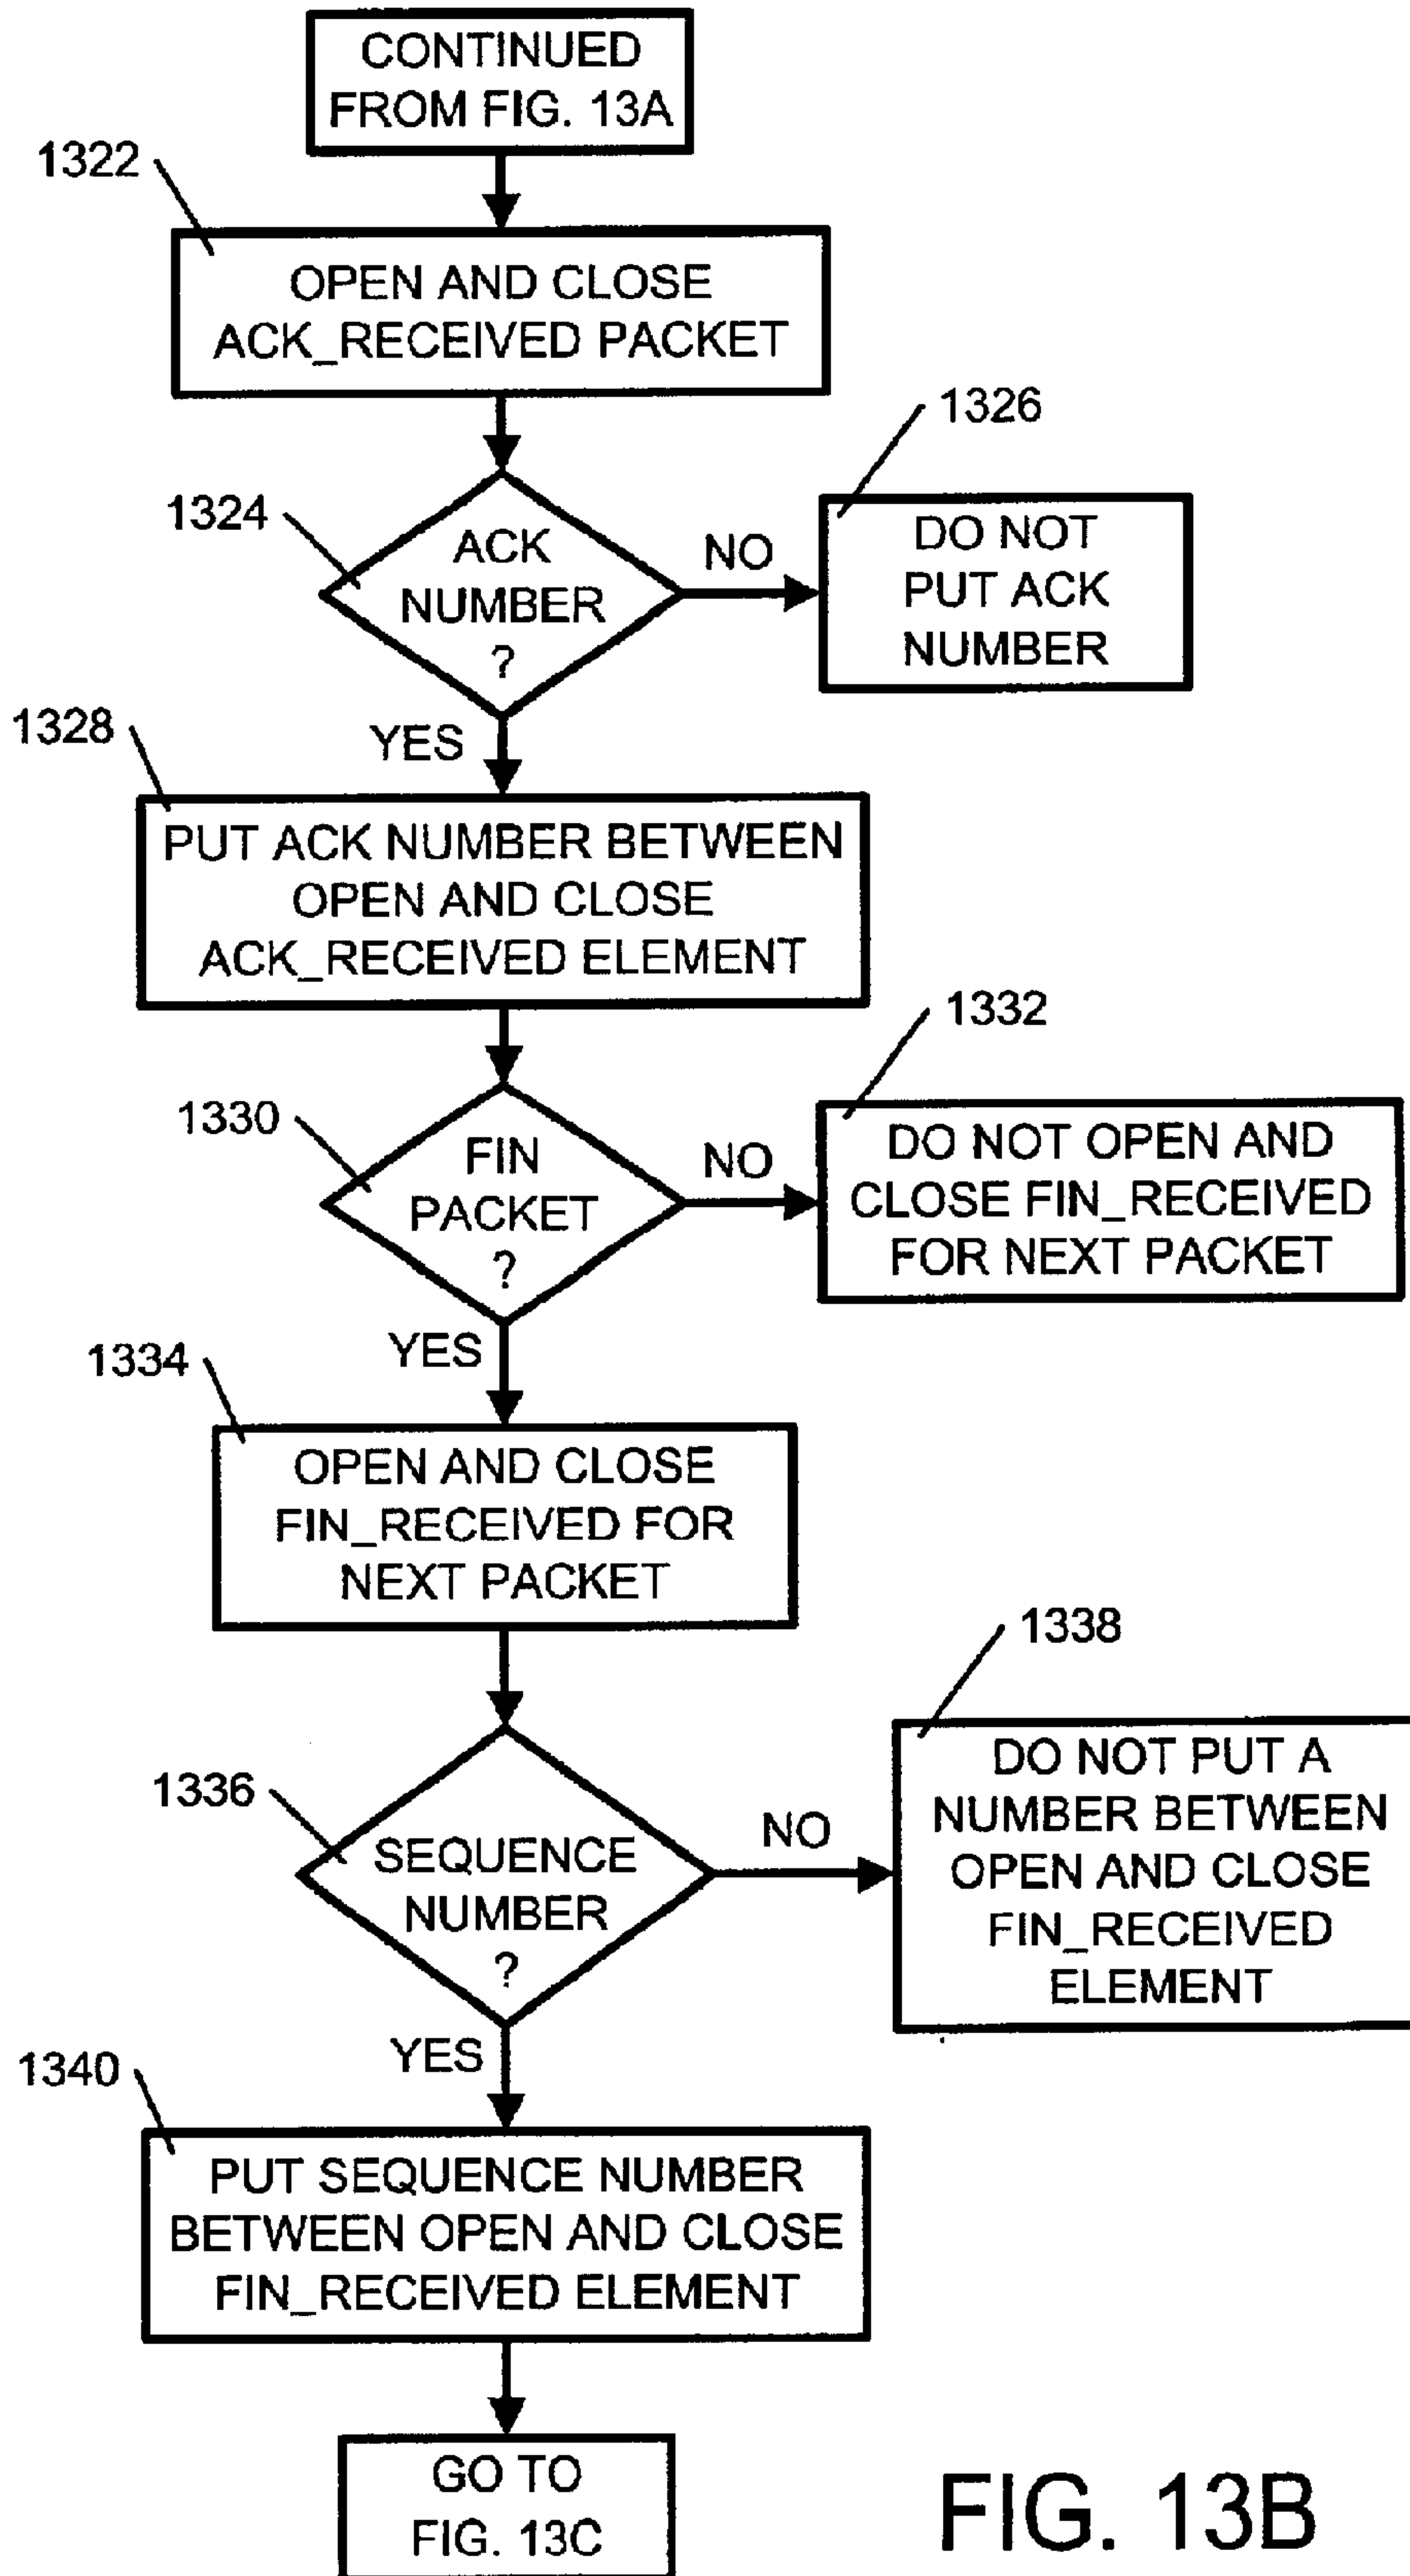 CONTINUED
FROM FIG. 13A
1322
OPEN AND CLOSE
ACK_RECEIVED PACKET
1324
ACK
NUMBER
?
NO
1326
DO NOT
PUT ACK
NUMBER
YES
1328
PUT ACK NUMBER BETWEEN
OPEN AND CLOSE
ACK_RECEIVED ELEMENT
1330
FIN
PACKET
?
NO
1332
DO NOT OPEN AND
CLOSE FIN_RECEIVED
FOR NEXT PACKET
YES
1334
OPEN AND CLOSE
FIN_RECEIVED FOR
NEXT PACKET
1336
SEQUENCE
NUMBER
?
NO
1338
DO NOT PUT A
NUMBER BETWEEN
OPEN AND CLOSE
FIN_RECEIVED
ELEMENT
YES
1340
PUT SEQUENCE NUMBER
BETWEEN OPEN AND CLOSE
FIN_RECEIVED ELEMENT
GO TO
FIG. 13C
FIG. 13B